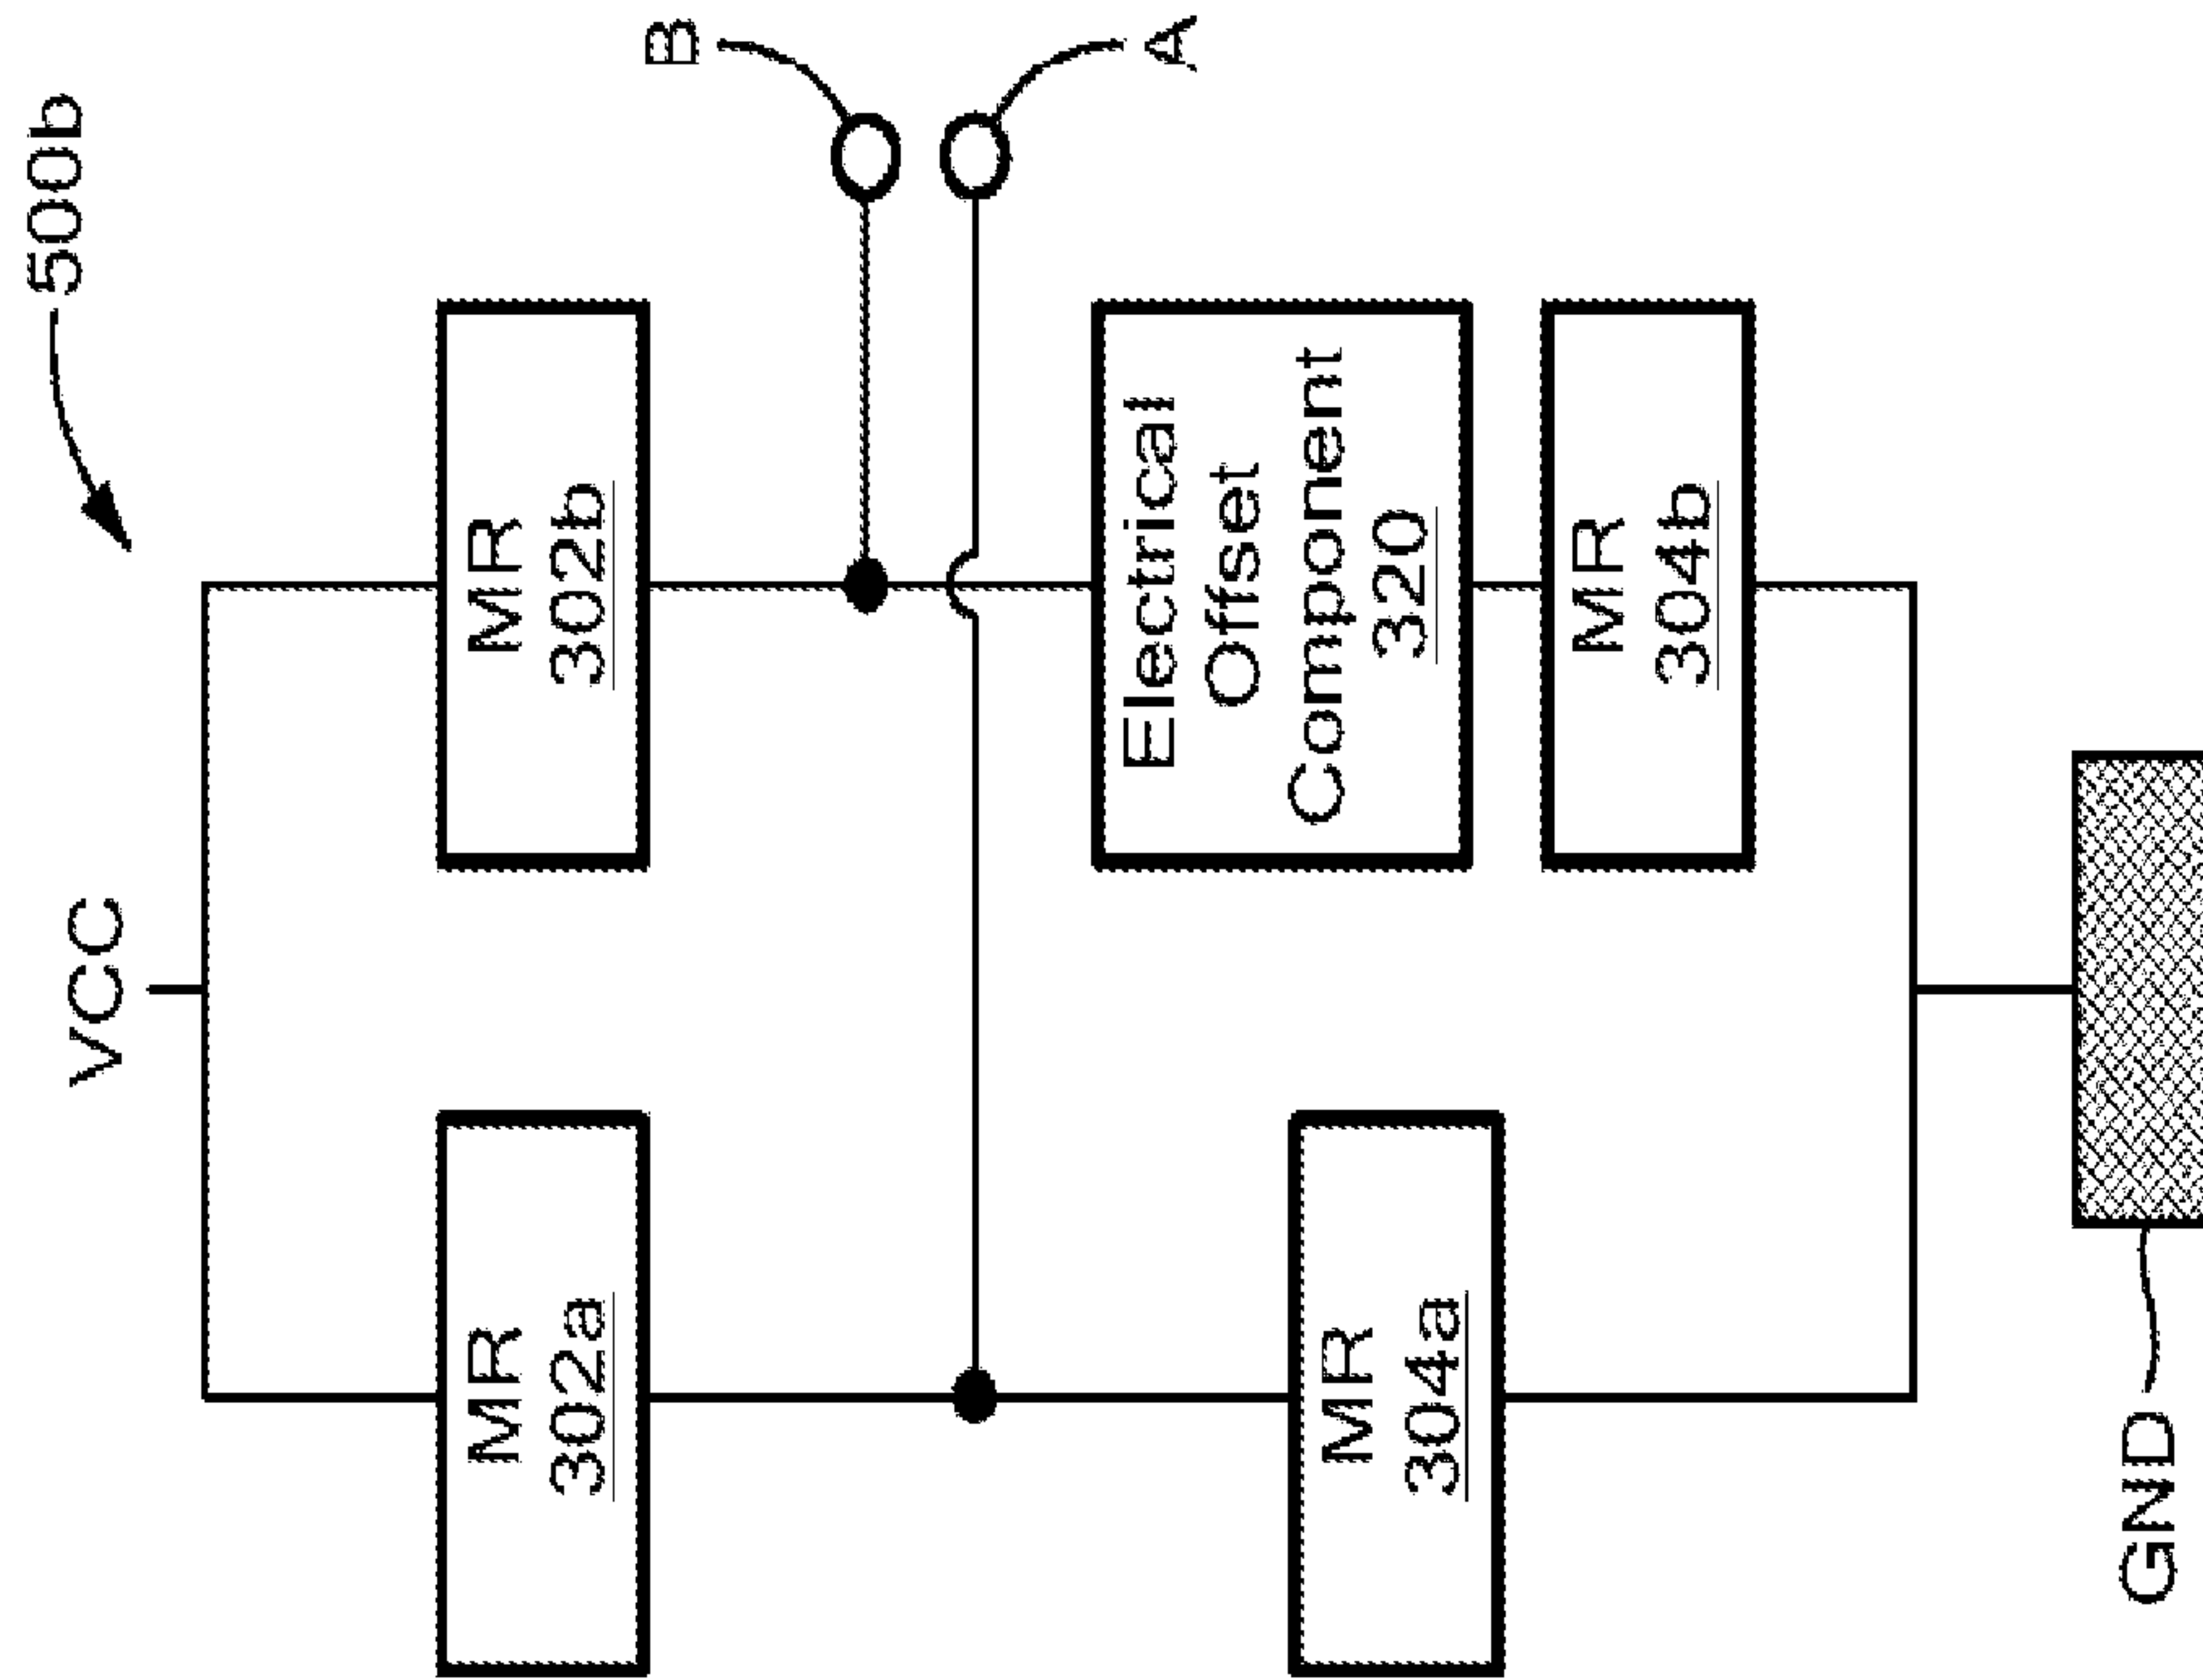 500b
VCC
MR
302a
MR
302b
B
A
MR
304a
Electrical
Offset
Component
320
MR
304b
GND